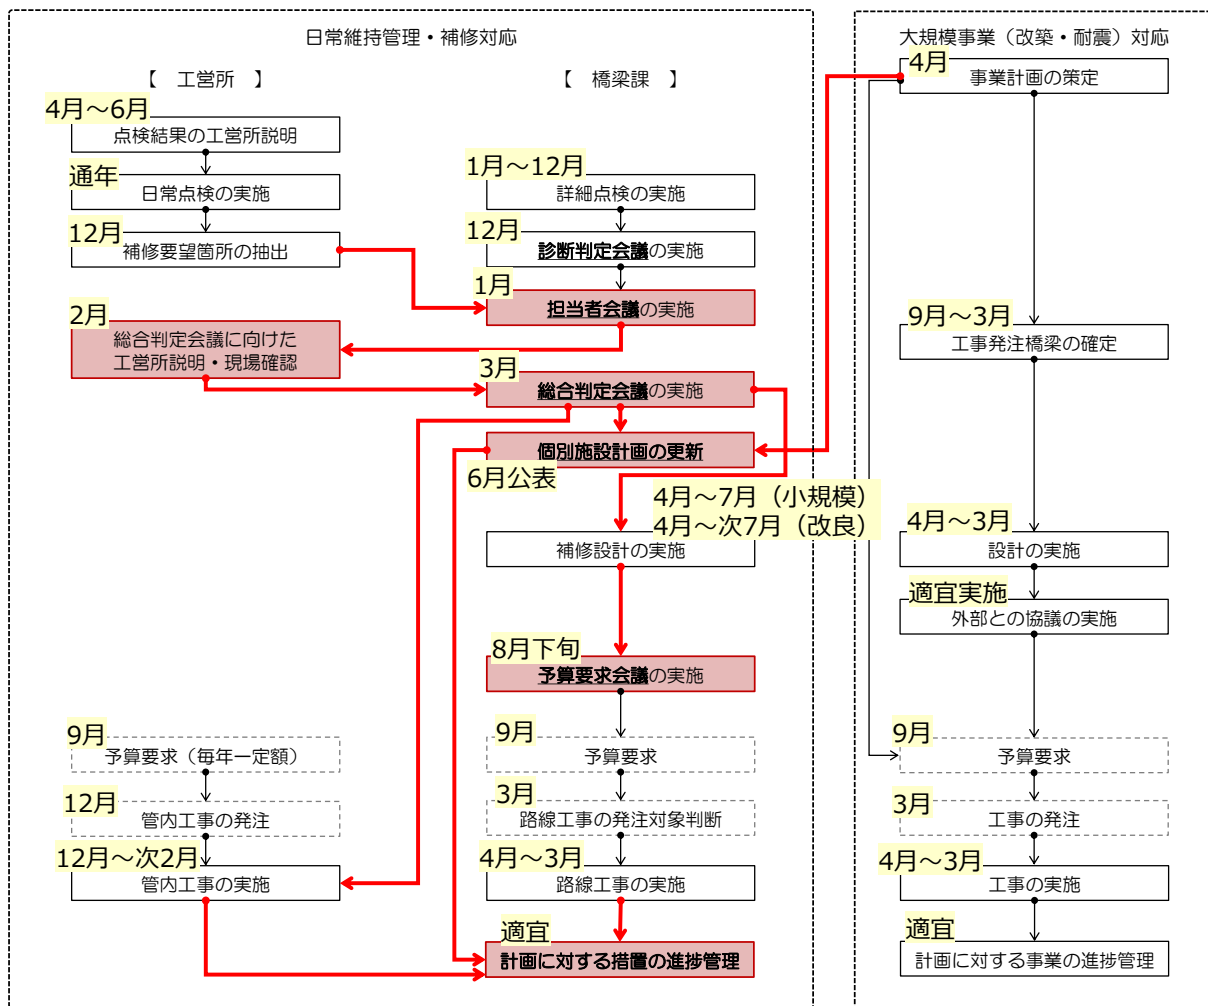 日常維持管理・補修対応
【　工営所　】
4月～6月
点検結果の工営所説明
通年
日常点検の実施
12月
補修要望箇所の抽出
【　橋梁課　】
1月～12月
詳細点検の実施
12月
診断判定会議の実施
1月
担当者会議の実施
2月
総合判定会議に向けた
工営所説明・現場確認
3月
総合判定会議の実施
個別施設計画の更新
6月公表
4月～7月（小規模）
4月～次7月（改良）
補修設計の実施
8月下旬
予算要求会議の実施
9月
予算要求（毎年一定額）
12月
管内工事の発注
12月～次2月
管内工事の実施
9月
予算要求
3月
路線工事の発注対象判断
4月～3月
路線工事の実施
適宜
計画に対する措置の進捗管理
大規模事業（改築・耐震）対応
4月
事業計画の策定
9月～3月
工事発注橋梁の確定
4月～3月
設計の実施
適宜実施
外部との協議の実施
9月
予算要求
3月
工事の発注
4月～3月
工事の実施
適宜
計画に対する事業の進捗管理